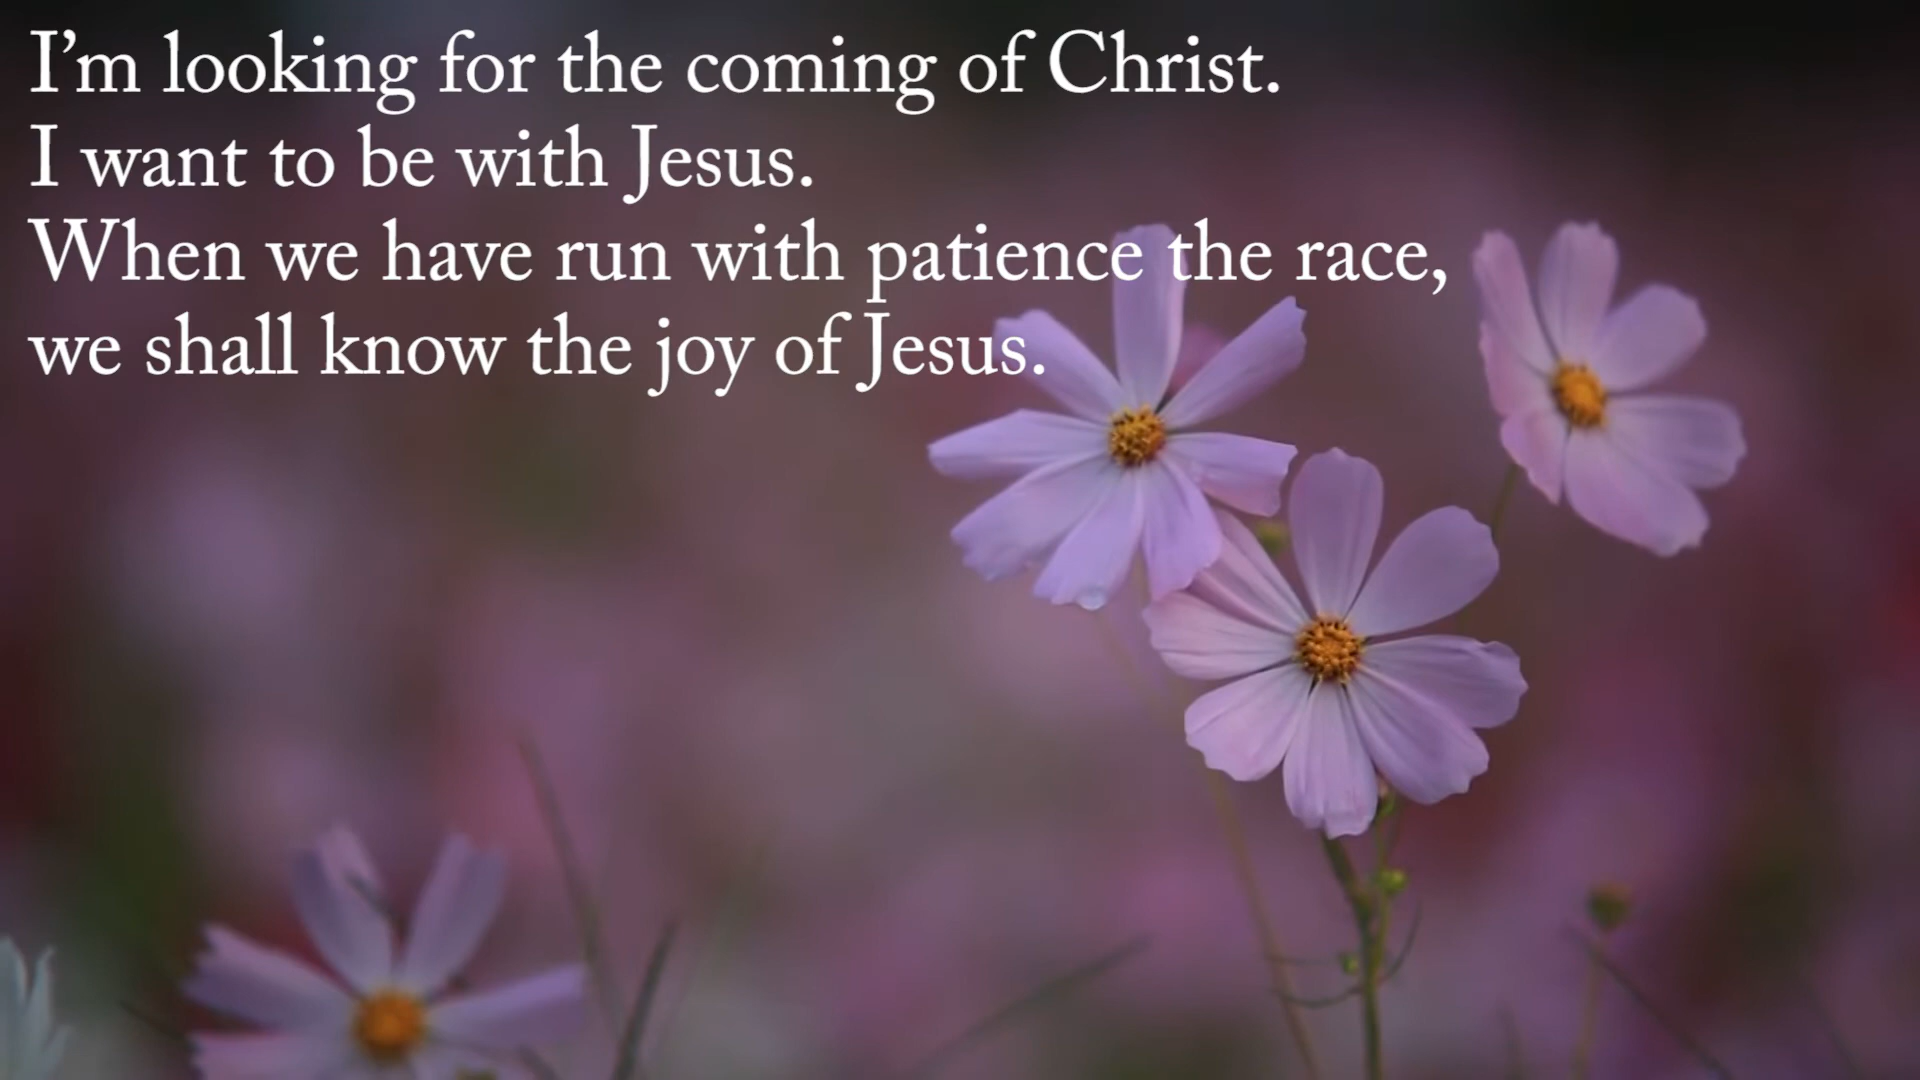 I’m looking for the coming of Christ.
I want to be with Jesus.
When we have run with patience the race,
we shall know the joy of Jesus.